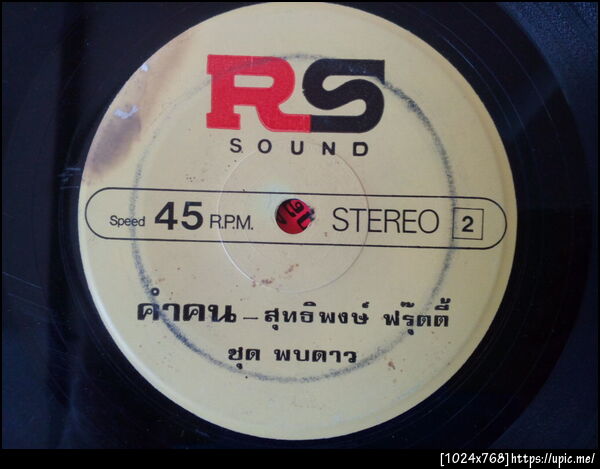 RS
SOUND
Speed 45 R.P.M. STEREO 2
คำคน – สุทธิพงษ์ ฟรุ๊ตตี้
ชุด พบดาว
[1024x768]https://upic.me/